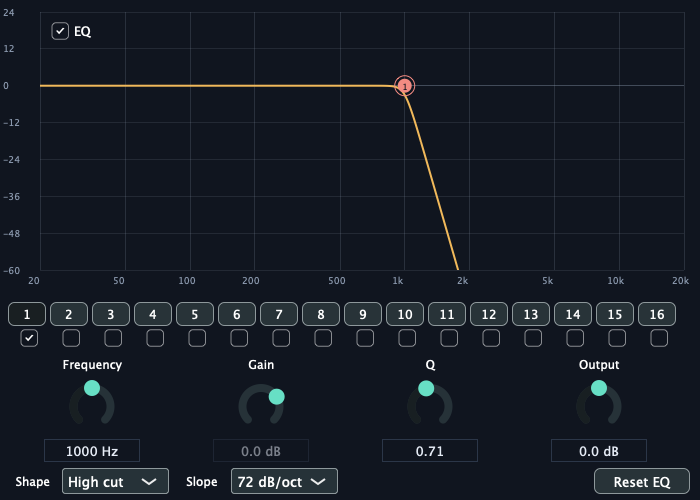 24
EQ
12
0
1
-12
-24
-36
-48
-60
20 50 100 200 500 1k 2k 5k 10k 20k
1 2 3 4 5 6 7 8 9 10 11 12 13 14 15 16
Frequency Gain Q Output
1000 Hz 0.0 dB 0.71 0.0 dB
Shape High cut Slope 72 dB/oct Reset EQ